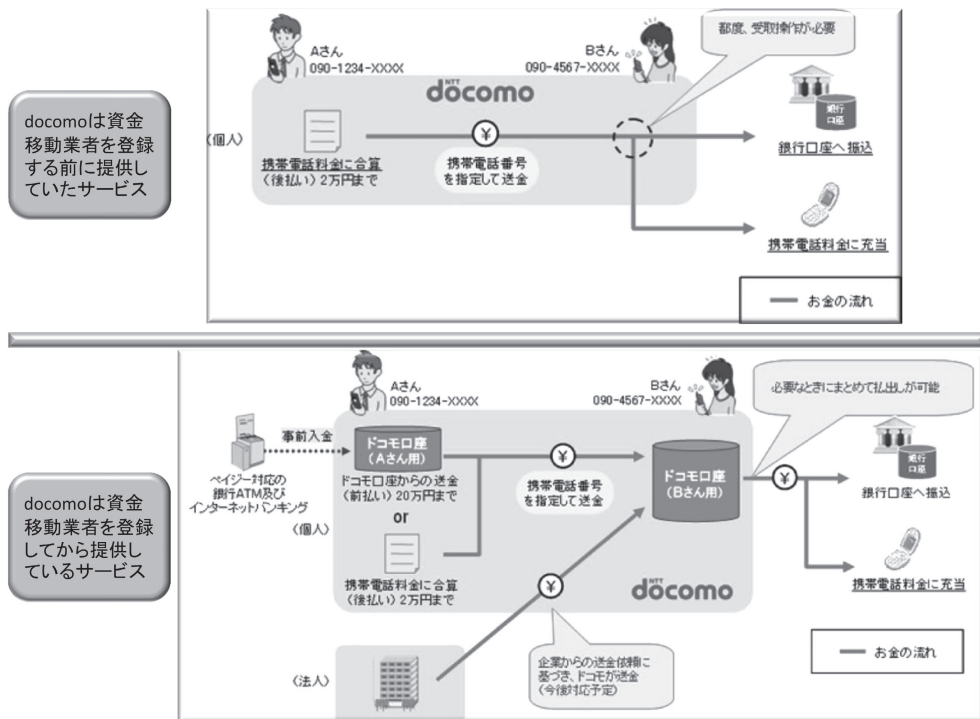 docomoは資金
移動業者を登録
する前に提供し
ていたサービス
Aさん
090-1234-XXXX
Bさん
090-4567-XXXX
都度、受取操作が必要
NTT
döcomo
(個人)
携帯電話料金に合算
(後払い)2万円まで
¥
携帯電話番号
を指定して送金
銀行
口座
銀行口座へ振込
携帯電話料金に充当
お金の流れ
docomoは資金
移動業者を登録
してから提供し
ているサービス
Aさん
090-1234-XXXX
Bさん
090-4567-XXXX
必要なときにまとめて払出しが可能
事前入金
ペイジー対応の
銀行ATM及び
インターネットバンキング
(個人)
ドコモ口座
(Aさん用)
ドコモ口座からの送金
(前払い)20万円まで
or
携帯電話料金に合算
(後払い)2万円まで
¥
携帯電話番号
を指定して送金
ドコモ口座
(Bさん用)
¥
銀行
口座
銀行口座へ振込
携帯電話料金に充当
¥
NTT
döcomo
企業からの送金依頼に
基づき、ドコモが送金
(今後対応予定)
(法人)
お金の流れ